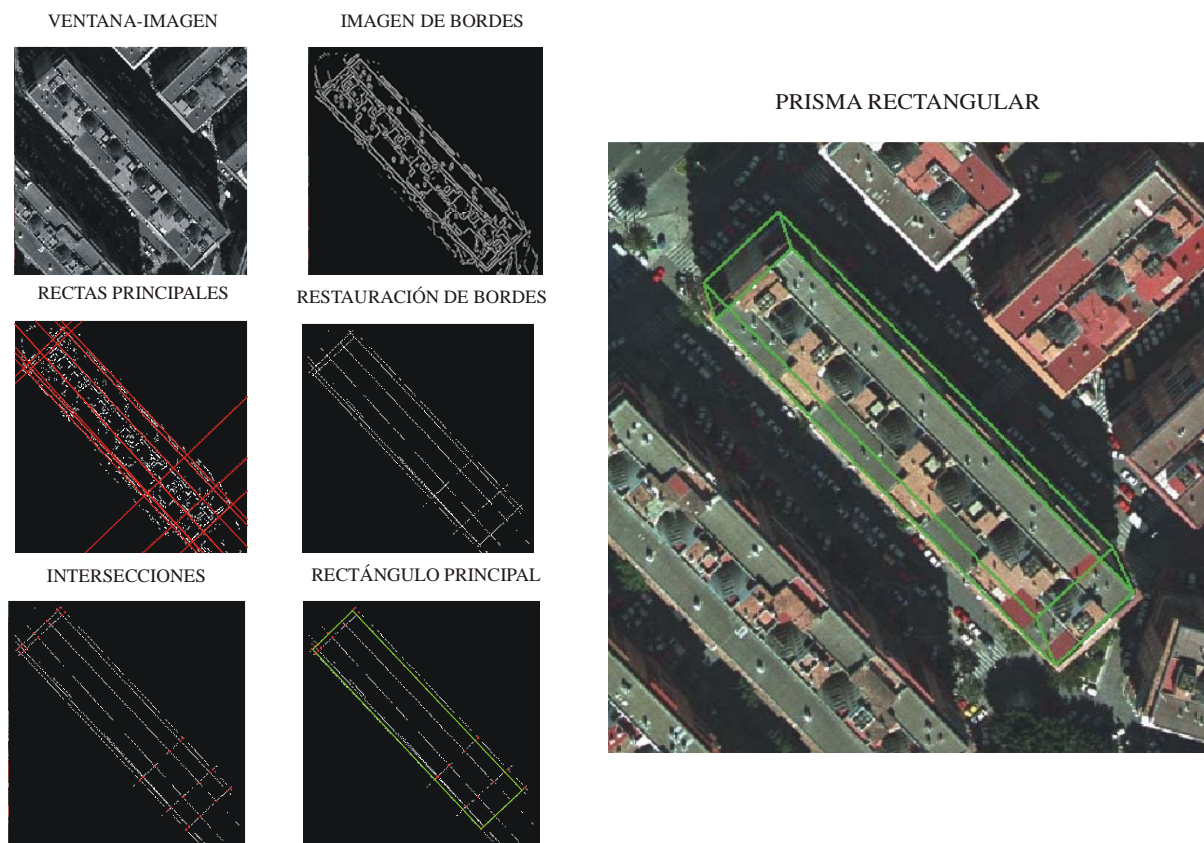 VENTANA-IMAGEN
IMAGEN DE BORDES
PRISMA RECTANGULAR
RECTAS PRINCIPALES
RESTAURACIÓN DE BORDES
INTERSECCIONES
RECTÁNGULO PRINCIPAL